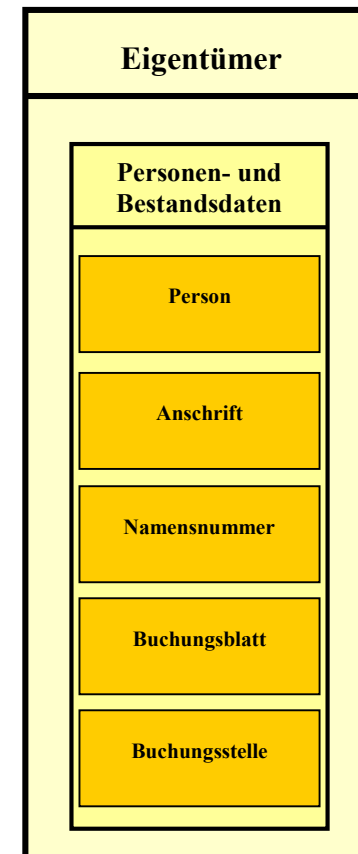 Eigentümer
Personen- und
Bestandsdaten
Person
Anschrift
Namensnummer
Buchungsblatt
Buchungsstelle